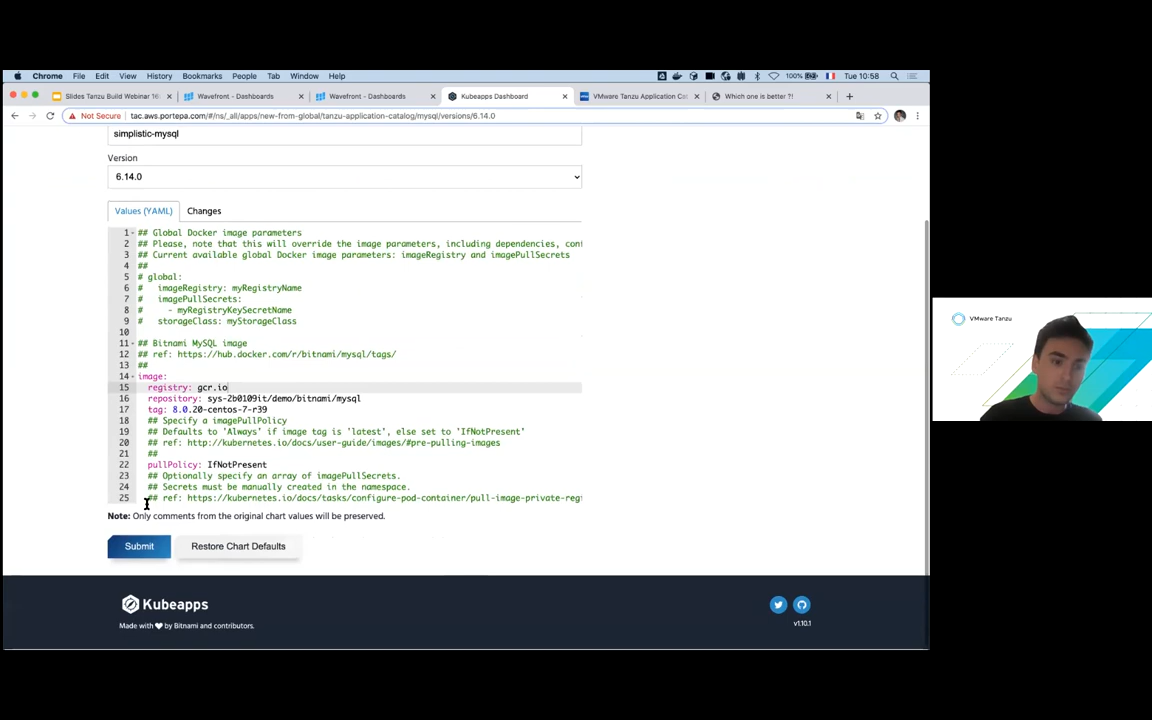 Chrome File Edit View History Bookmarks People Tab Window Help 100% Tue 10:58
Slides Tanzu Build Webinar 16 Wavefront - Dashboards Wavefront - Dashboards Kubeapps Dashboard VMware Tanzu Application Cat Which one is better ?!
Not Secure tac.aws.portepa.com/#/ns/_all/apps/new-from-global/tanzu-application-catalog/mysql/versions/6.14.0
simplistic-mysql
Version
6.14.0
Values (YAML) Changes
1 ## Global Docker image parameters
2 ## Please, note that this will override the image parameters, including dependencies, con
3 ## Current available global Docker image parameters: imageRegistry and imagePullSecrets
4 ##
5 # global:
6 #   imageRegistry: myRegistryName
7 #   imagePullSecrets:
8 #     - myRegistryKeySecretName
9 #   storageClass: myStorageClass
10
11 ## Bitnami MySQL image
12 ## ref: https://hub.docker.com/r/bitnami/mysql/tags/
13 ##
14 image:
15   registry: gcr.io
16   repository: sys-2b0109it/demo/bitnami/mysql
17   tag: 8.0.20-centos-7-r39
18   ## Specify a imagePullPolicy
19   ## Defaults to 'Always' if image tag is 'latest', else set to 'IfNotPresent'
20   ## ref: http://kubernetes.io/docs/user-guide/images/#pre-pulling-images
21   ##
22   pullPolicy: IfNotPresent
23   ## Optionally specify an array of imagePullSecrets.
24   ## Secrets must be manually created in the namespace.
25   ## ref: https://kubernetes.io/docs/tasks/configure-pod-container/pull-image-private-regi
Note: Only comments from the original chart values will be preserved.
Submit Restore Chart Defaults
Kubeapps
Made with ❤ by Bitnami and contributors.
v1.10.1
VMware Tanzu